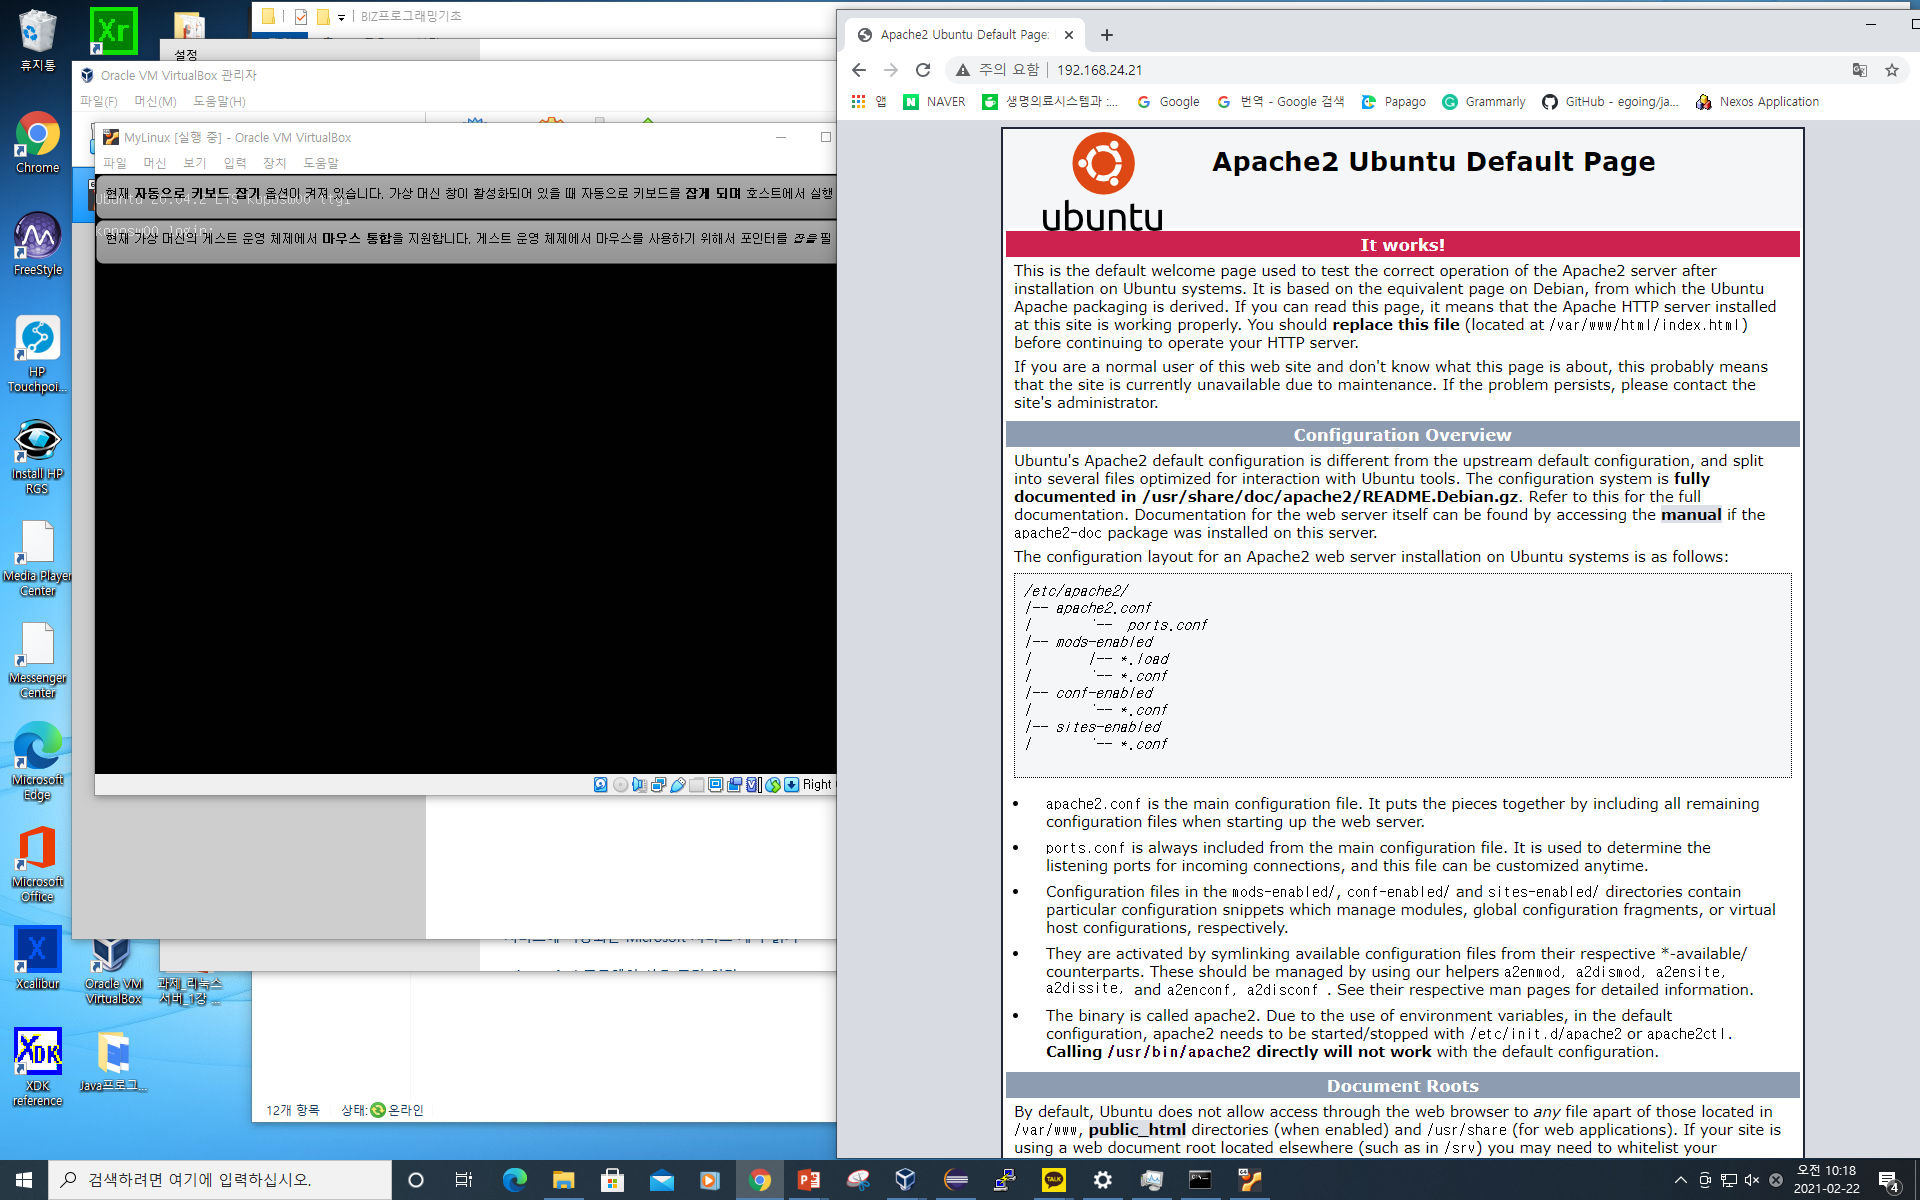 휴지통
Chrome
FreeStyle
HP
Touchpoi...
Install HP
RGS
Media Player
Center
Messenger
Center
Microsoft
Edge
Microsoft
Office
Xcalibur
XDK
reference
Oracle VM
VirtualBox
과제_리눅스
서버_1강 ...
Java프로그...
BIZ프로그래밍기초
설정
Oracle VM VirtualBox 관리자
파일(F) 머신(M) 도움말(H)
MyLinux [실행 중] - Oracle VM VirtualBox
파일 머신 보기 입력 장치 도움말
현재 자동으로 키보드 잡기 옵션이 켜져 있습니다. 가상 머신 창이 활성화되어 있을 때 자동으로 키보드를 잡게 되며 호스트에서 실행
Ubuntu 20.04.2 LTS koposw00 tty1
koposw00 login:
현재 가상 머신의 게스트 운영 체제에서 마우스 통합을 지원합니다. 게스트 운영 체제에서 마우스를 사용하기 위해서 포인터를 잡을 필
Right
12개 항목 상태: 온라인
Apache2 Ubuntu Default Page:
주의 요함 192.168.24.21
앱 NAVER 생명의료시스템과 :... Google 번역 - Google 검색 Papago Grammarly GitHub - egoing/ja... Nexos Application
ubuntu
Apache2 Ubuntu Default Page
It works!
This is the default welcome page used to test the correct operation of the Apache2 server after
installation on Ubuntu systems. It is based on the equivalent page on Debian, from which the Ubuntu
Apache packaging is derived. If you can read this page, it means that the Apache HTTP server installed
at this site is working properly. You should replace this file (located at /var/www/html/index.html)
before continuing to operate your HTTP server.
If you are a normal user of this web site and don't know what this page is about, this probably means
that the site is currently unavailable due to maintenance. If the problem persists, please contact the
site's administrator.
Configuration Overview
Ubuntu's Apache2 default configuration is different from the upstream default configuration, and split
into several files optimized for interaction with Ubuntu tools. The configuration system is fully
documented in /usr/share/doc/apache2/README.Debian.gz. Refer to this for the full
documentation. Documentation for the web server itself can be found by accessing the manual if the
apache2-doc package was installed on this server.
The configuration layout for an Apache2 web server installation on Ubuntu systems is as follows:
/etc/apache2/
|-- apache2.conf
|       `--  ports.conf
|-- mods-enabled
|       |-- *.load
|       `-- *.conf
|-- conf-enabled
|       `-- *.conf
|-- sites-enabled
|       `-- *.conf
• apache2.conf is the main configuration file. It puts the pieces together by including all remaining
configuration files when starting up the web server.
• ports.conf is always included from the main configuration file. It is used to determine the
listening ports for incoming connections, and this file can be customized anytime.
• Configuration files in the mods-enabled/, conf-enabled/ and sites-enabled/ directories contain
particular configuration snippets which manage modules, global configuration fragments, or virtual
host configurations, respectively.
• They are activated by symlinking available configuration files from their respective *-available/
counterparts. These should be managed by using our helpers a2enmod, a2dismod, a2ensite,
a2dissite, and a2enconf, a2disconf . See their respective man pages for detailed information.
• The binary is called apache2. Due to the use of environment variables, in the default
configuration, apache2 needs to be started/stopped with /etc/init.d/apache2 or apache2ctl.
Calling /usr/bin/apache2 directly will not work with the default configuration.
Document Roots
By default, Ubuntu does not allow access through the web browser to any file apart of those located in
/var/www, public_html directories (when enabled) and /usr/share (for web applications). If your site is
using a web document root located elsewhere (such as in /srv) you may need to whitelist your
검색하려면 여기에 입력하십시오.
오전 10:18
2021-02-22
4